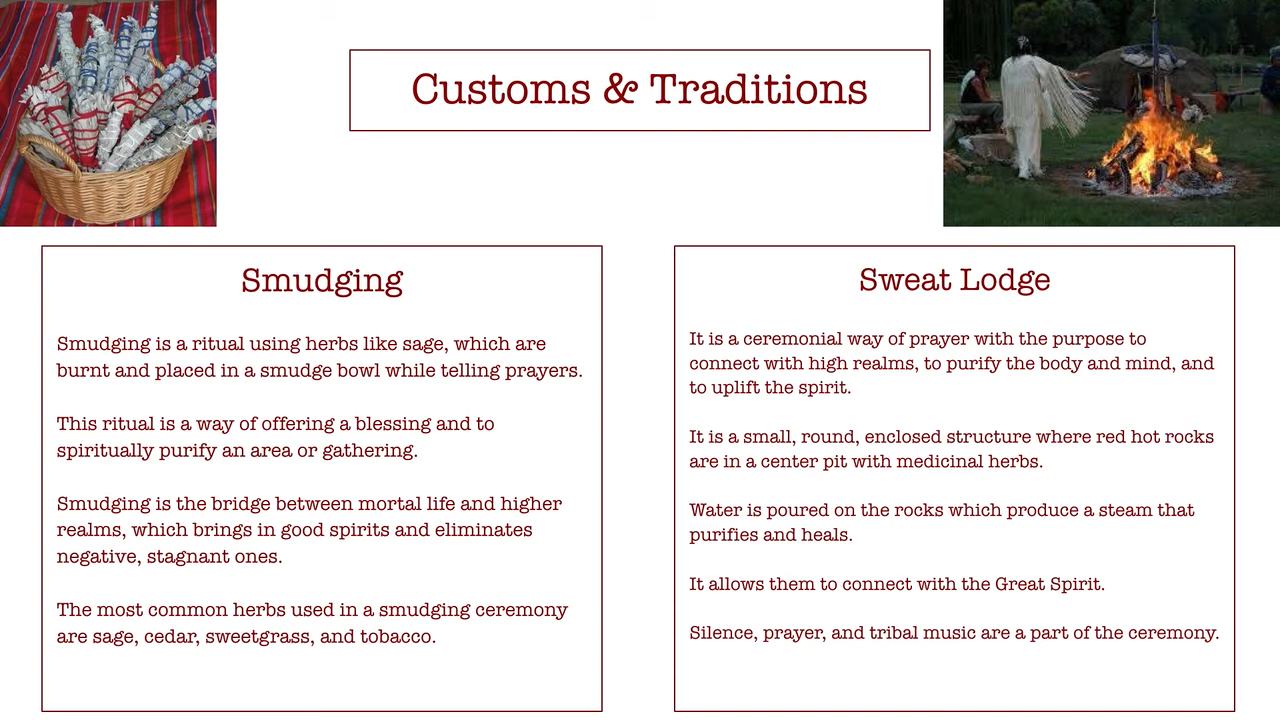 Customs & Traditions
Smudging
Smudging is a ritual using herbs like sage, which are
burnt and placed in a smudge bowl while telling prayers.
This ritual is a way of offering a blessing and to
spiritually purify an area or gathering.
Smudging is the bridge between mortal life and higher
realms, which brings in good spirits and eliminates
negative, stagnant ones.
The most common herbs used in a smudging ceremony
are sage, cedar, sweetgrass, and tobacco.
Sweat Lodge
It is a ceremonial way of prayer with the purpose to
connect with high realms, to purify the body and mind, and
to uplift the spirit.
It is a small, round, enclosed structure where red hot rocks
are in a center pit with medicinal herbs.
Water is poured on the rocks which produce a steam that
purifies and heals.
It allows them to connect with the Great Spirit.
Silence, prayer, and tribal music are a part of the ceremony.